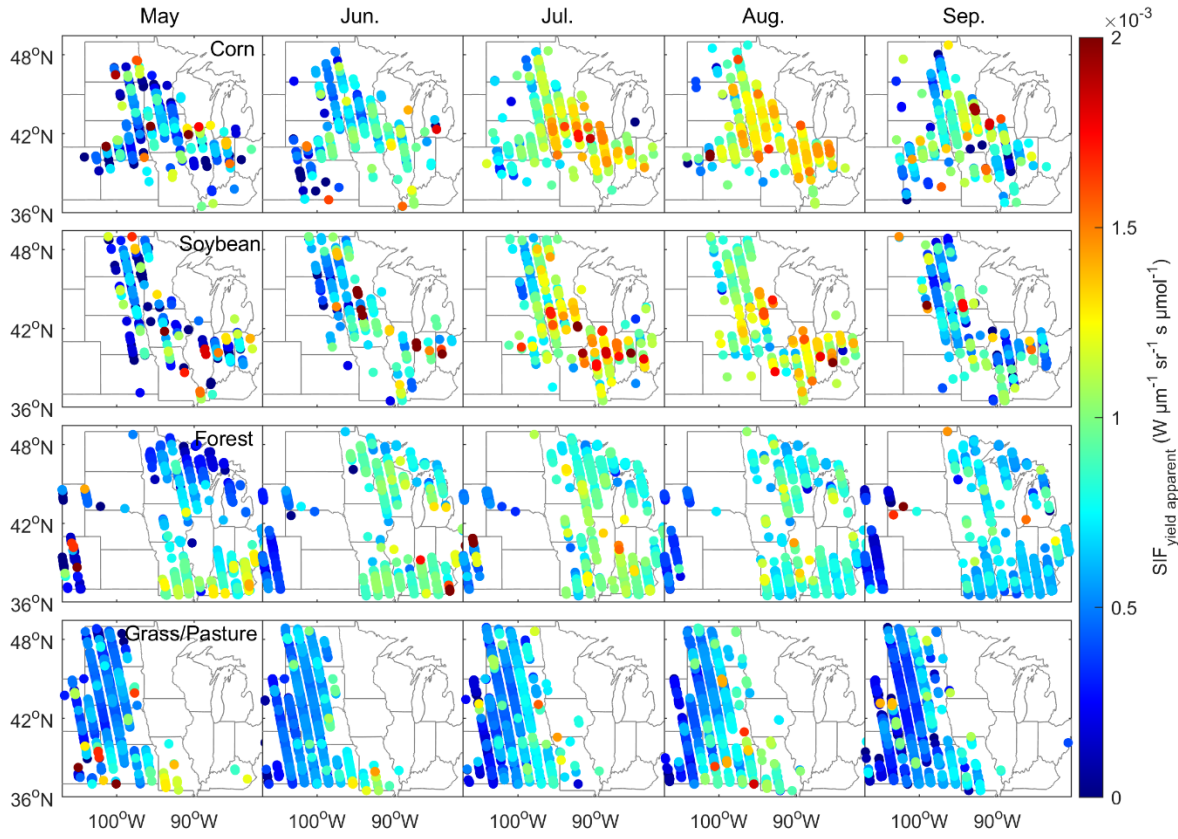 May Jun. Jul. Aug. Sep.
×10⁻³
Corn
48°N
42°N
36°N
Soybean
48°N
42°N
36°N
Forest
48°N
42°N
36°N
Grass/Pasture
48°N
42°N
36°N
100°W 90°W 100°W 90°W 100°W 90°W 100°W 90°W 100°W 90°W
2
1.5
1
0.5
0
SIF yield apparent (W μm⁻¹ sr⁻¹ s μmol⁻¹)